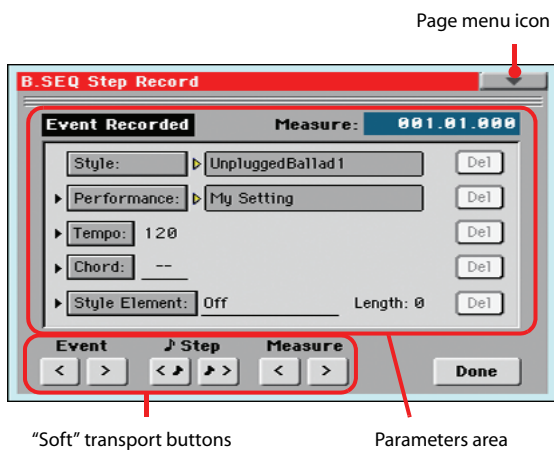 Page menu icon
B.SEQ Step Record
Event Recorded Measure: 001.01.000
Style: UnpluggedBallad1 Del
Performance: My Setting Del
Tempo: 120 Del
Chord: -- Del
Style Element: Off Length: 0 Del
Event ♪ Step Measure
< > < ♪ ♪ > < > Done
“Soft” transport buttons Parameters area